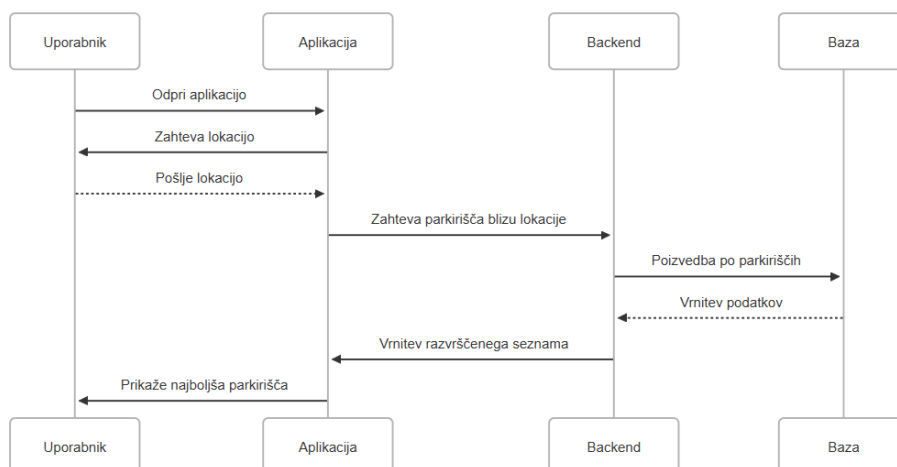 Uporabnik
Aplikacija
Backend
Baza
Odpri aplikacijo
Zahteva lokacijo
Pošlje lokacijo
Zahteva parkirišča blizu lokacije
Poizvedba po parkiriščih
Vrnitev podatkov
Vrnitev razvrščenega seznama
Prikaže najboljša parkirišča
Uporabnik
Aplikacija
Backend
Baza